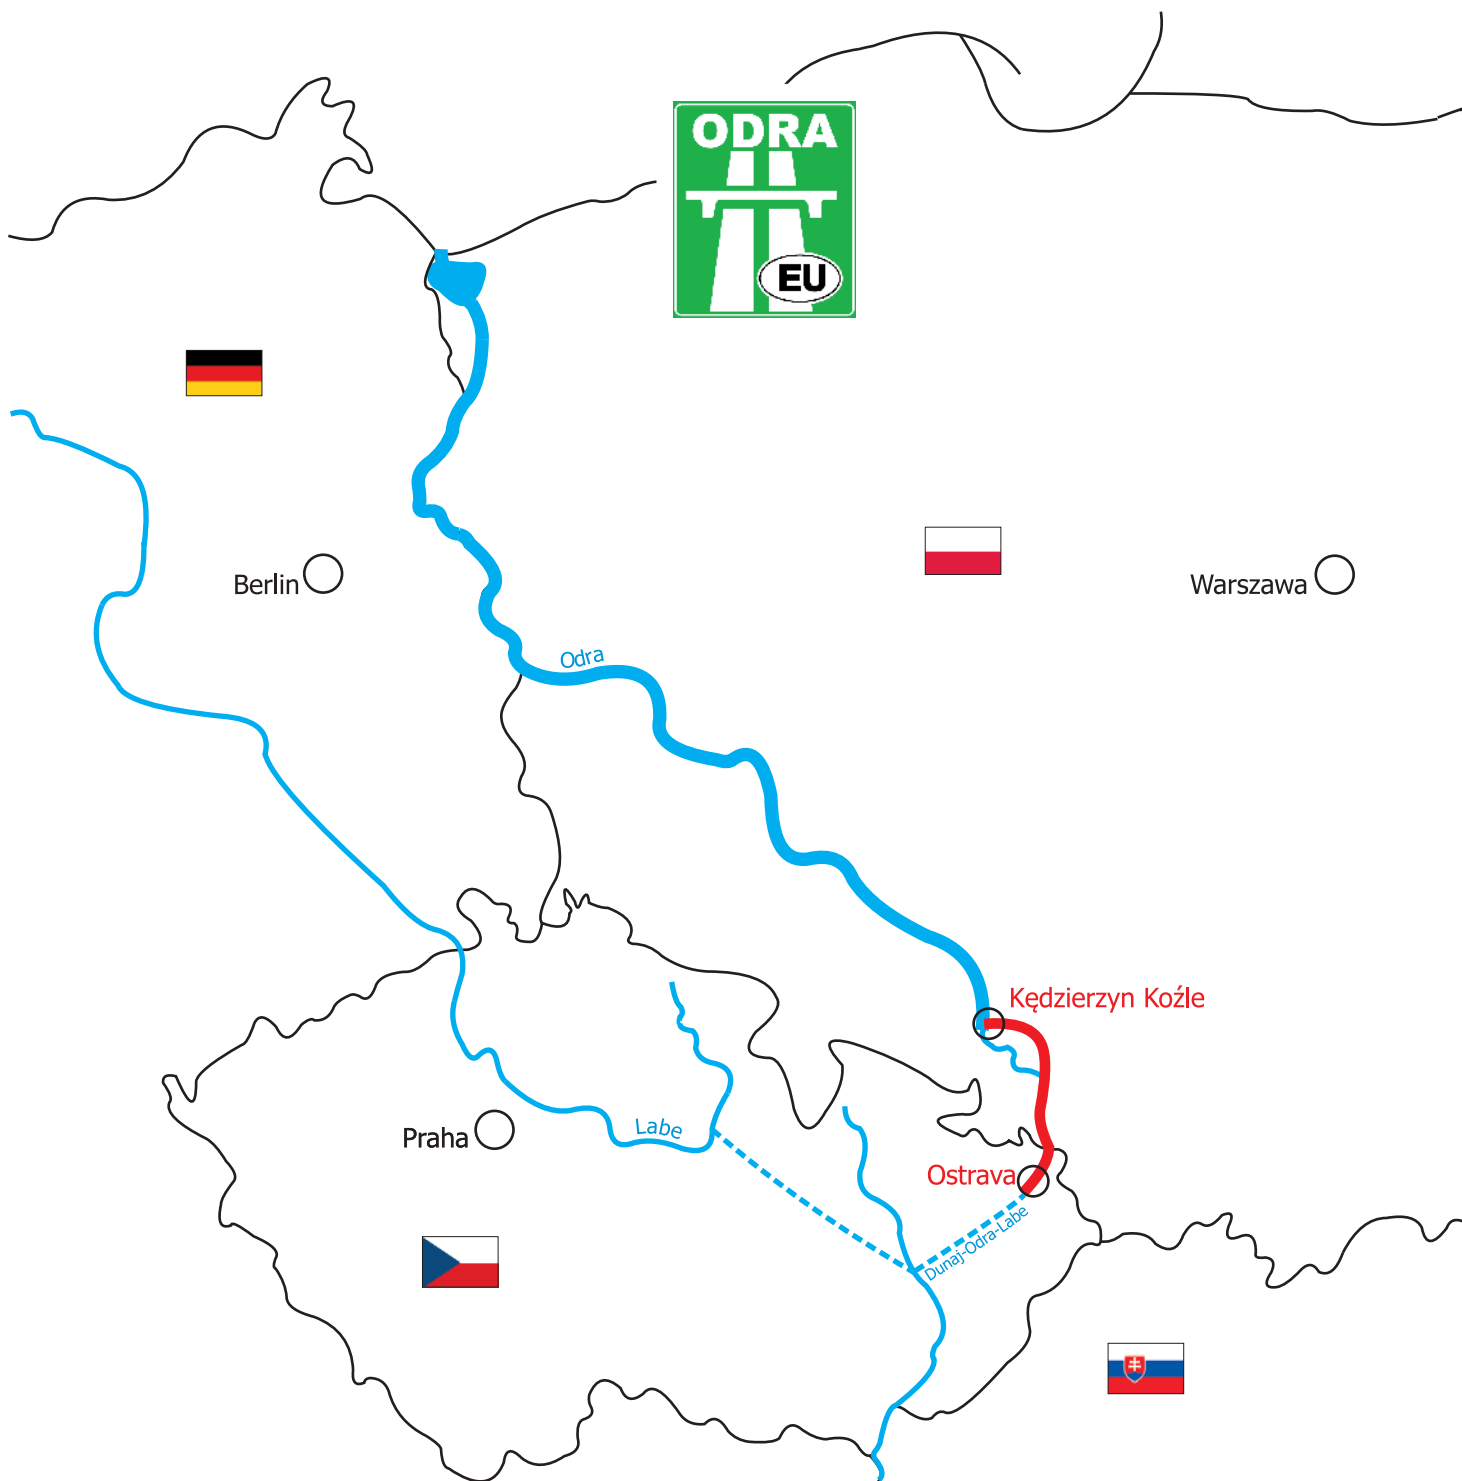 ODRA
EU
Berlin
Warszawa
Odra
Kędzierzyn Koźle
Praha
Labe
Ostrava
Dunaj-Odra-Labe